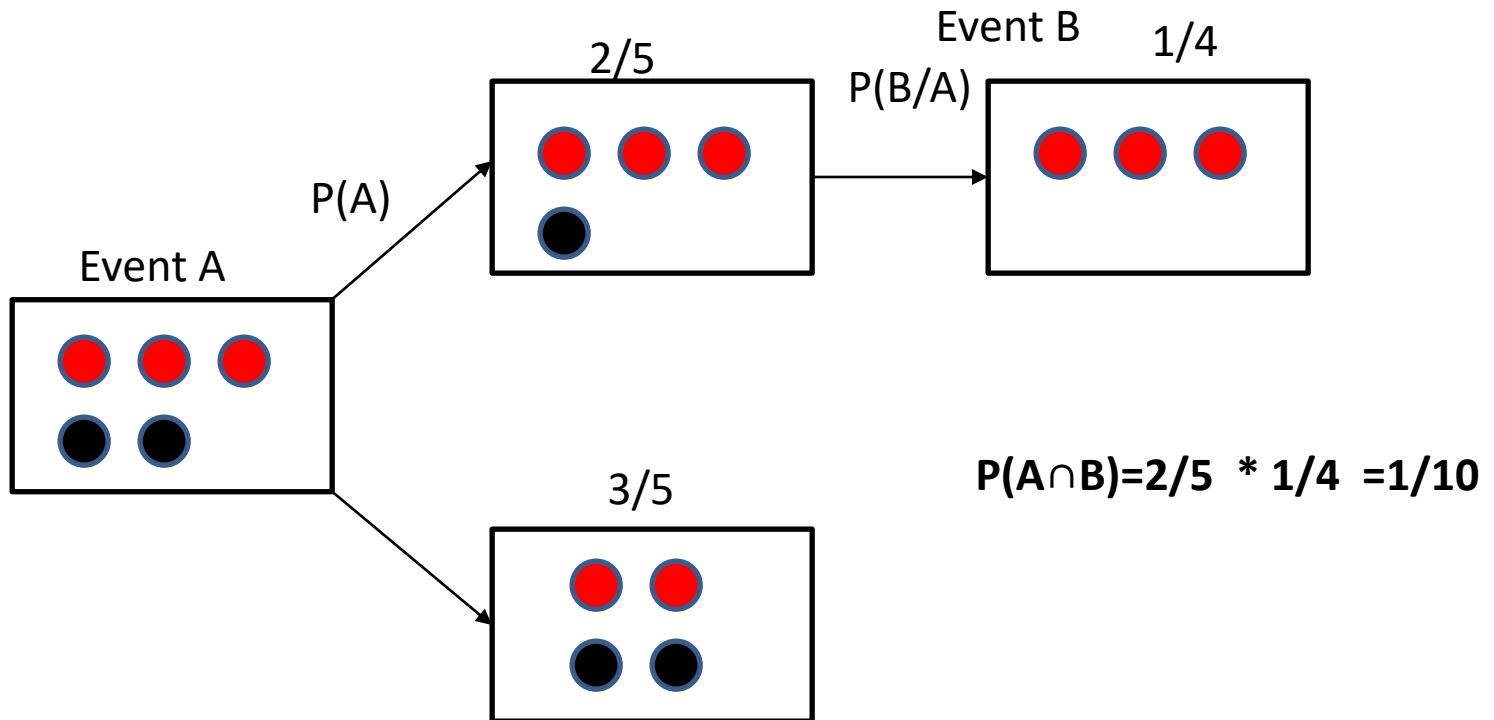 Event B
1/4
2/5
P(B/A)
P(A)
Event A
3/5
P(A∩B)=2/5 * 1/4 =1/10